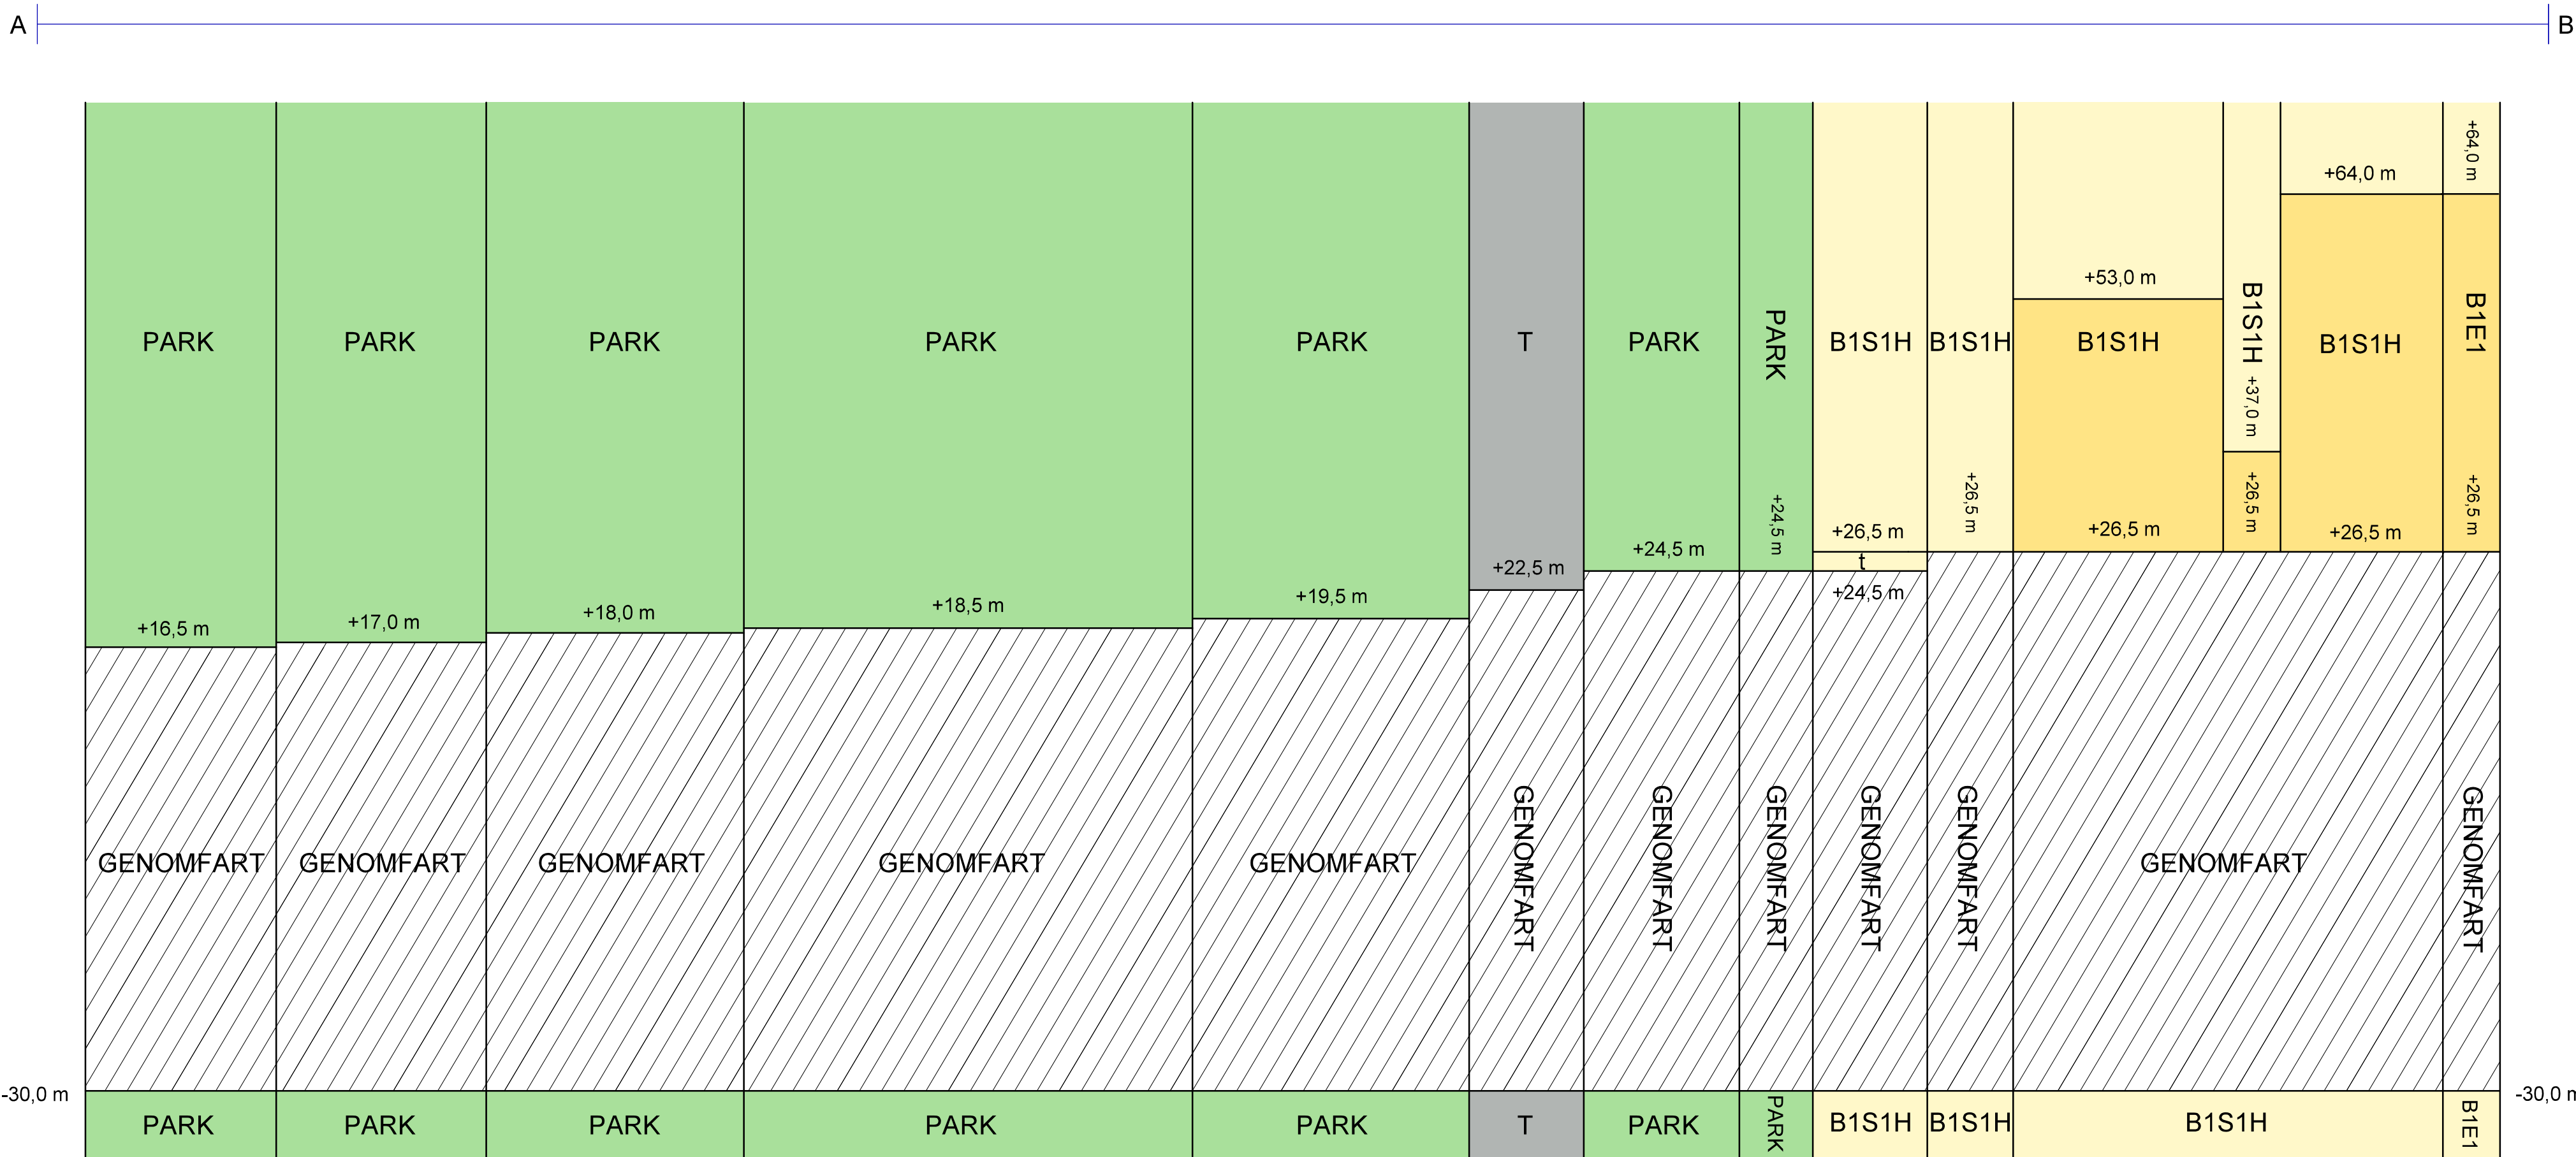 A
B
+64,0 m
+64,0 m
+53,0 m
PARK
PARK
PARK
PARK
PARK
T
PARK
PARK
B1S1H
B1S1H
B1S1H
B1S1H
B1S1H
B1E1
+37,0 m
+16,5 m
+17,0 m
+18,0 m
+18,5 m
+19,5 m
+22,5 m
+24,5 m
+24,5 m
+26,5 m
+26,5 m
+26,5 m
+26,5 m
+26,5 m
+26,5 m
t
+24,5 m
GENOMFART
GENOMFART
GENOMFART
GENOMFART
GENOMFART
GENOMFART
GENOMFART
GENOMFART
GENOMFART
GENOMFART
GENOMFART
GENOMFART
-30,0 m
-30,0 m
PARK
PARK
PARK
PARK
PARK
T
PARK
PARK
B1S1H
B1S1H
B1S1H
B1E1